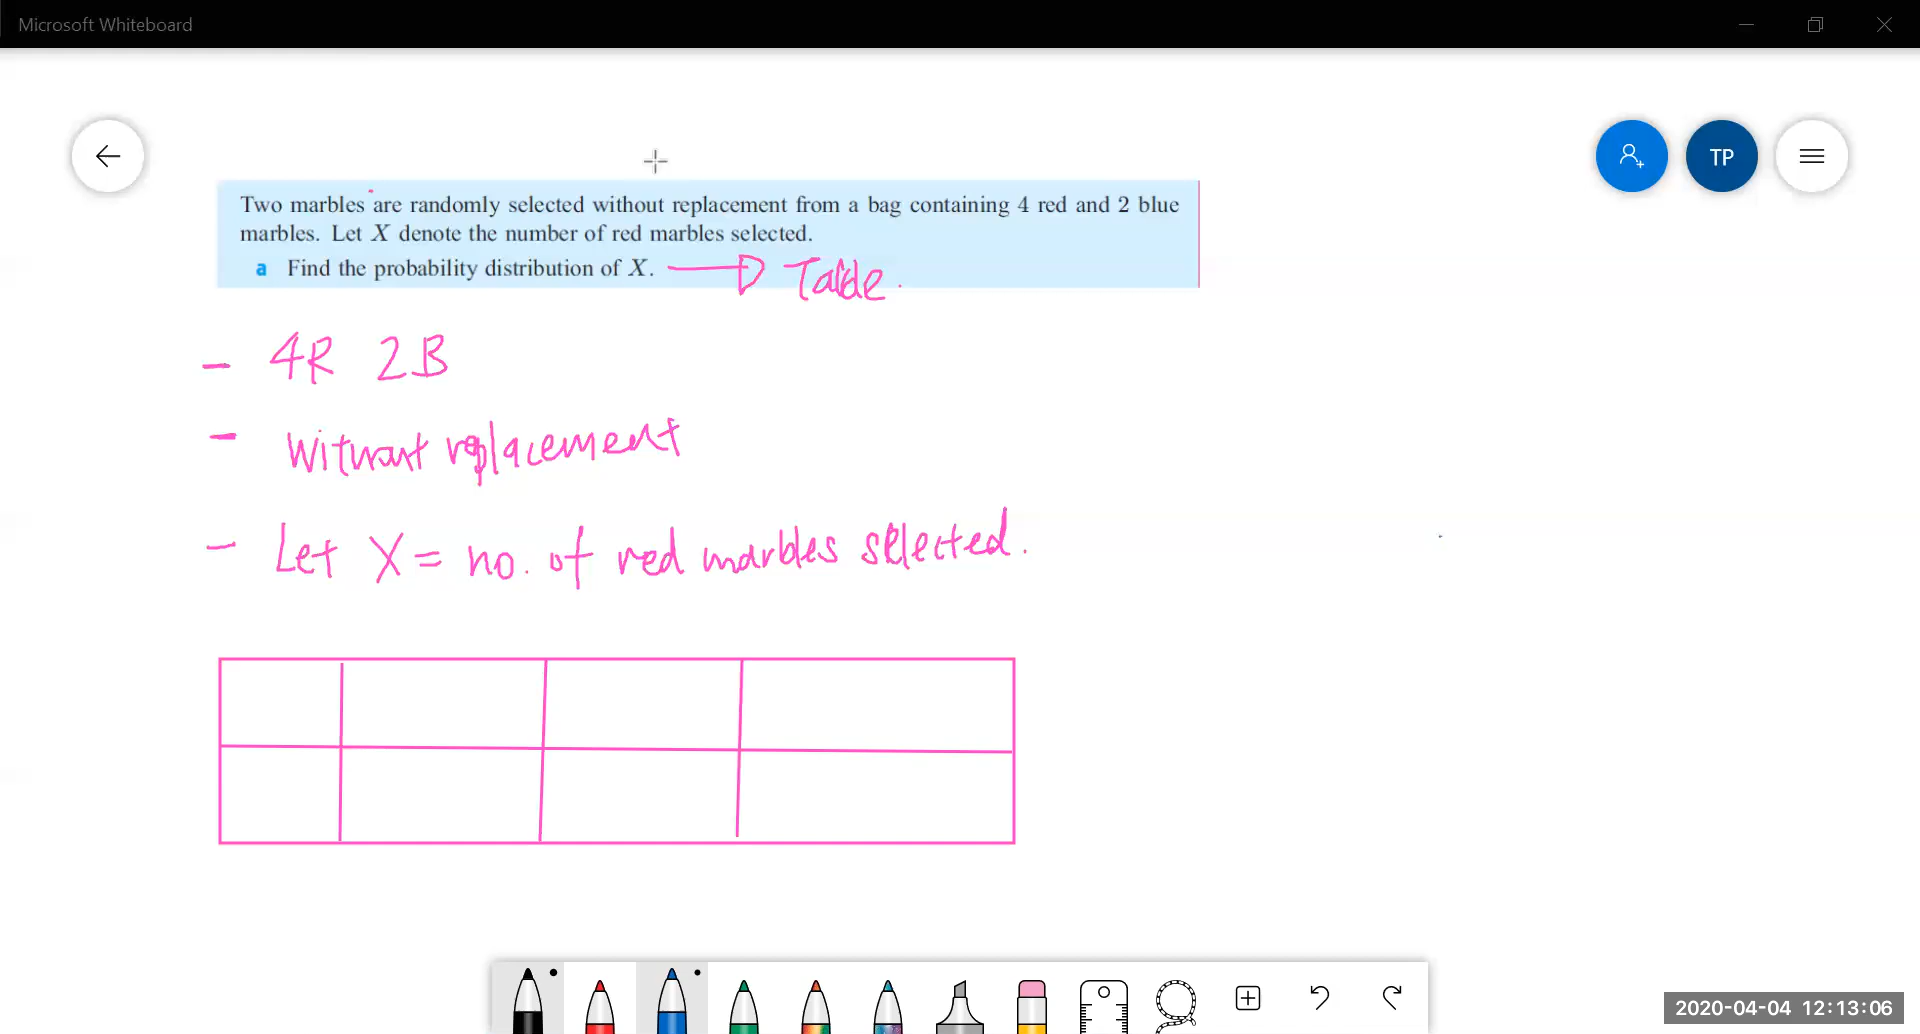 Microsoft Whiteboard
TP
Two marbles are randomly selected without replacement from a bag containing 4 red and 2 blue
marbles. Let X denote the number of red marbles selected.
a Find the probability distribution of X. Table.
- 4R 2B
- Without replacement
- Let X = no. of red marbles selected.
2020-04-04 12:13:06